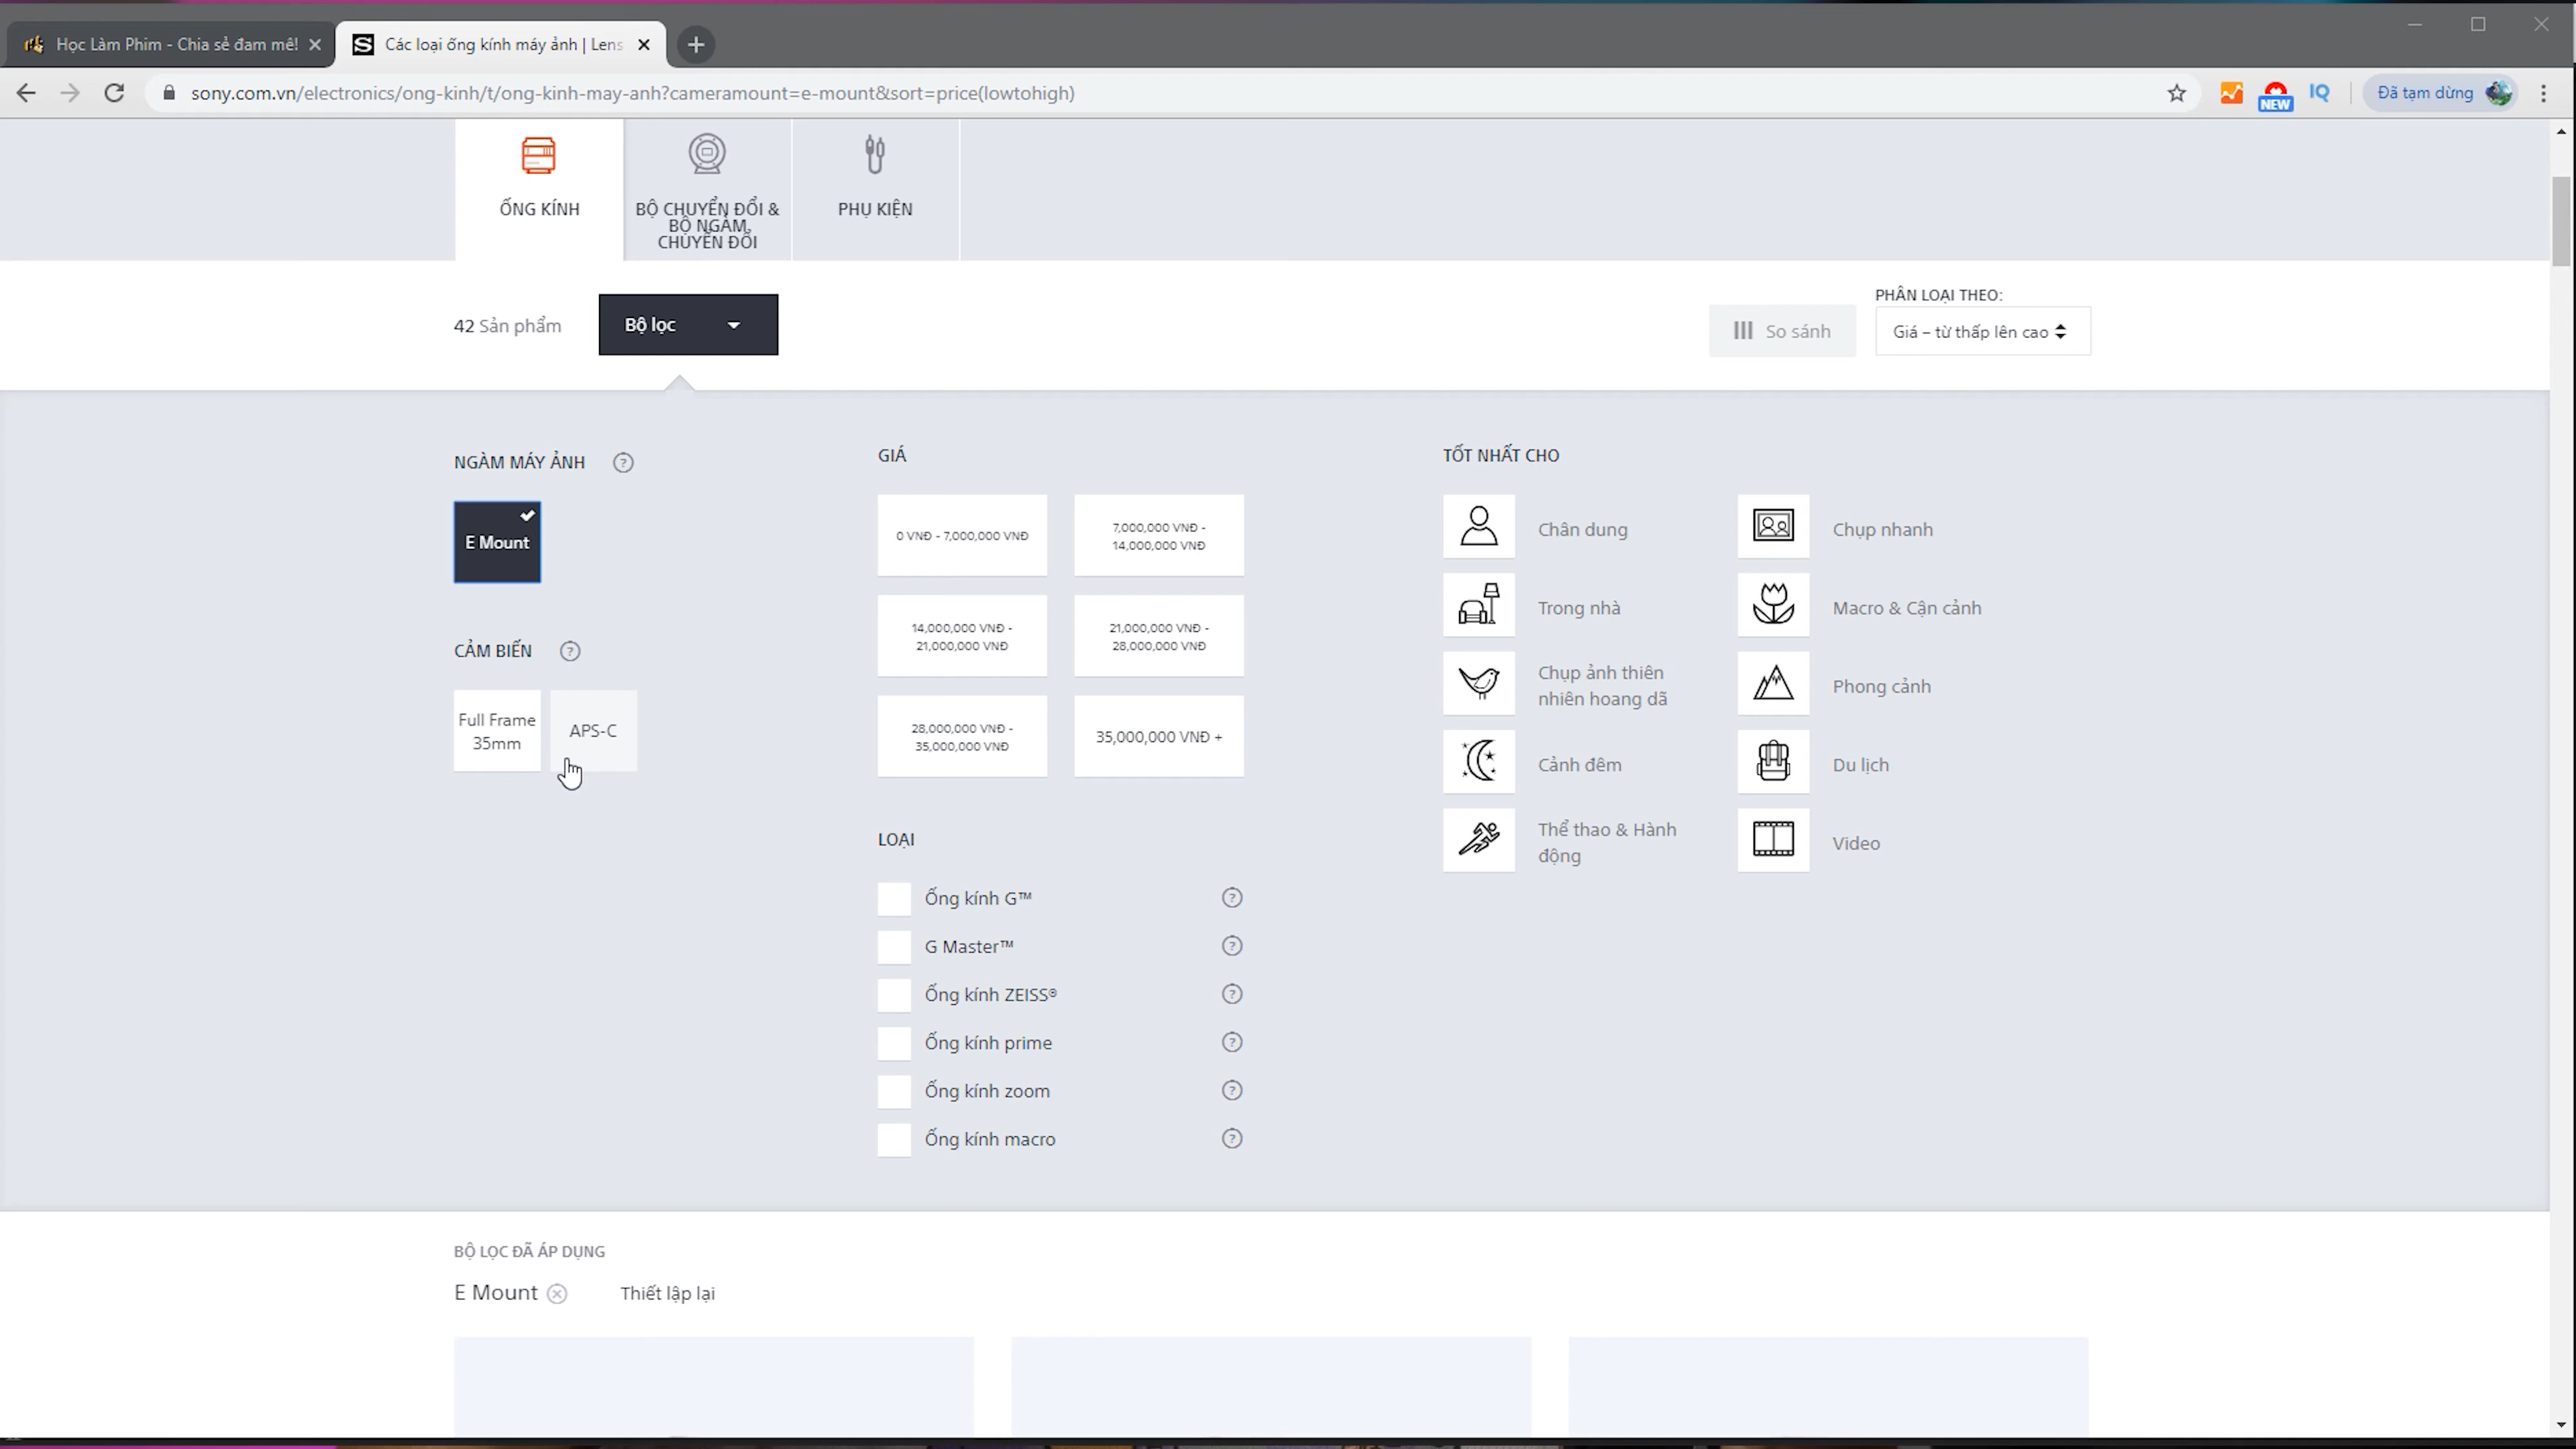 Học Làm Phim - Chia sẻ đam mê!
Các loại ống kính máy ảnh | Lens
sony.com.vn/electronics/ong-kinh/t/ong-kinh-may-anh?cameramount=e-mount&sort=price(lowtohigh)
NEW
IQ
Đã tạm dừng
ỐNG KÍNH
BỘ CHUYỂN ĐỔI &
BỘ NGÀM
CHUYỂN ĐỔI
PHỤ KIỆN
42 Sản phẩm
Bộ lọc
So sánh
PHÂN LOẠI THEO:
Giá – từ thấp lên cao
NGÀM MÁY ẢNH
E Mount
CẢM BIẾN
Full Frame
35mm
APS-C
GIÁ
0 VNĐ - 7,000,000 VNĐ
7,000,000 VNĐ -
14,000,000 VNĐ
14,000,000 VNĐ -
21,000,000 VNĐ
21,000,000 VNĐ -
28,000,000 VNĐ
28,000,000 VNĐ -
35,000,000 VNĐ
35,000,000 VNĐ +
LOẠI
Ống kính G™
G Master™
Ống kính ZEISS®
Ống kính prime
Ống kính zoom
Ống kính macro
TỐT NHẤT CHO
Chân dung
Chụp nhanh
Trong nhà
Macro & Cận cảnh
Chụp ảnh thiên
nhiên hoang dã
Phong cảnh
Cảnh đêm
Du lịch
Thể thao & Hành
động
Video
BỘ LỌC ĐÃ ÁP DỤNG
E Mount
Thiết lập lại